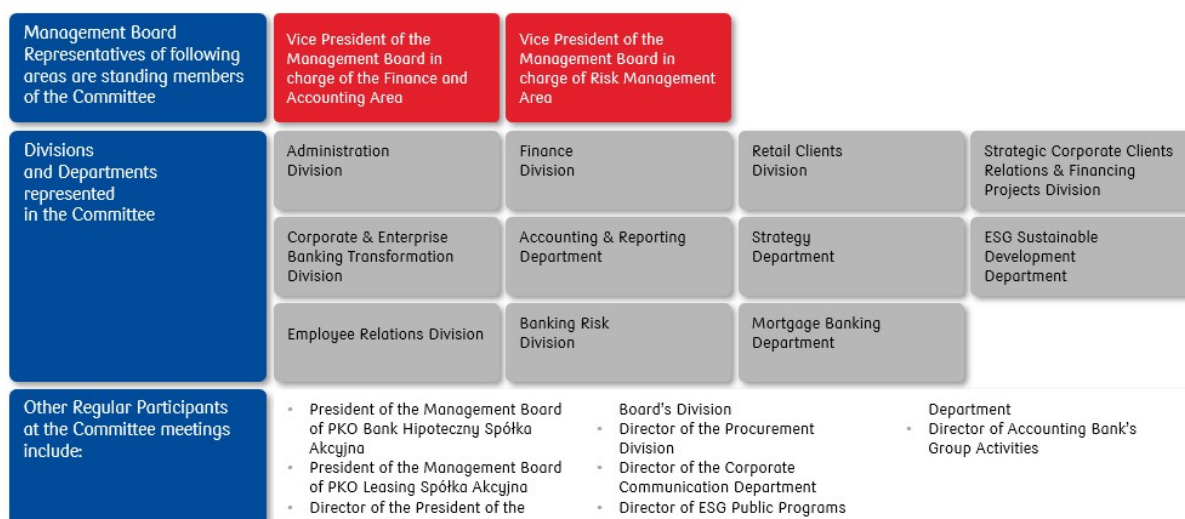 Management Board
Representatives of following
areas are standing members
of the Committee
Vice President of the
Management Board in
charge of the Finance and
Accounting Area
Vice President of the
Management Board in
charge of Risk Management
Area
Divisions
and Departments
represented
in the Committee
Administration
Division
Finance
Division
Retail Clients
Division
Strategic Corporate Clients
Relations & Financing
Projects Division
Corporate & Enterprise
Banking Transformation
Division
Accounting & Reporting
Department
Strategy
Department
ESG Sustainable
Development
Department
Employee Relations Division
Banking Risk
Division
Mortgage Banking
Department
Other Regular Participants
at the Committee meetings
include:
• President of the Management Board
of PKO Bank Hipoteczny Spółka
Akcyjna
• President of the Management Board
of PKO Leasing Spółka Akcyjna
• Director of the President of the
Board's Division
• Director of the Procurement
Division
• Director of the Corporate
Communication Department
• Director of ESG Public Programs
Department
• Director of Accounting Bank's
Group Activities